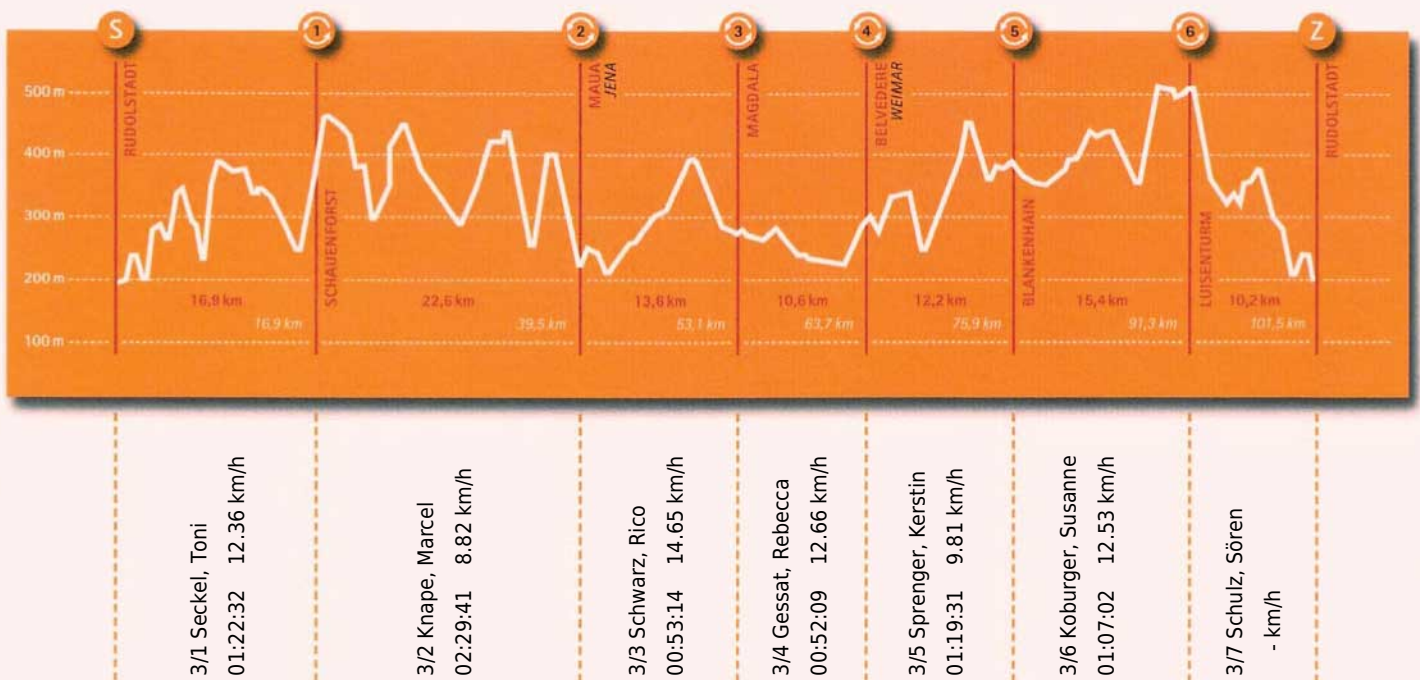 S
1
2
3
4
5
6
Z
RUDOLSTADT
SCHAUENFORST
MAUA
JENA
MAGDALA
BELVEDERE
WEIMAR
BLANKENHAIN
LUISENTURM
RUDOLSTADT
500 m
400 m
300 m
200 m
100 m
16,9 km
22,6 km
13,6 km
10,6 km
12,2 km
15,4 km
10,2 km
16,9 km
39,5 km
53,1 km
63,7 km
75,9 km
91,3 km
101,5 km
3/1 Seckel, Toni
01:22:32 12.36 km/h
3/2 Knape, Marcel
02:29:41 8.82 km/h
3/3 Schwarz, Rico
00:53:14 14.65 km/h
3/4 Gessat, Rebecca
00:52:09 12.66 km/h
3/5 Sprenger, Kerstin
01:19:31 9.81 km/h
3/6 Koburger, Susanne
01:07:02 12.53 km/h
3/7 Schulz, Sören
- km/h